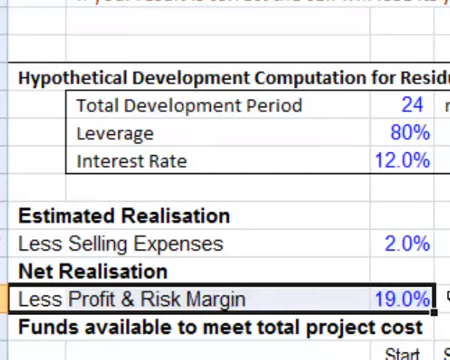 Hypothetical Development Computation for
Total Development Period 24
Leverage 80%
Interest Rate 12.0%
Estimated Realisation
Less Selling Expenses 2.0%
Net Realisation
Less Profit & Risk Margin 19.0%
Funds available to meet total project cost
Start